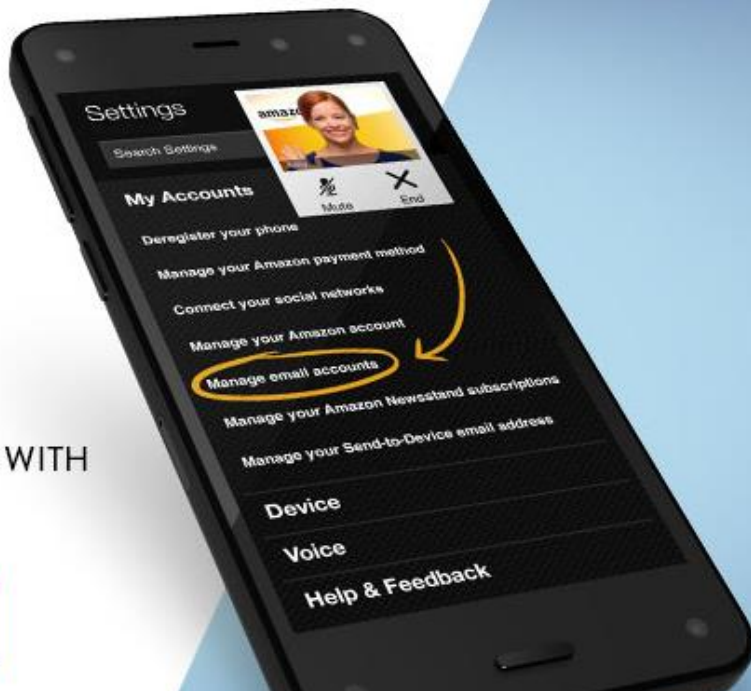 Settings
amazo
Search Settings
Mute
End
My Accounts
Deregister your phone
Manage your Amazon payment method
Connect your social networks
Manage your Amazon account
Manage email accounts
Manage your Amazon Newsstand subscriptions
Manage your Send-to-Device email address
WITH
Device
Voice
Help & Feedback